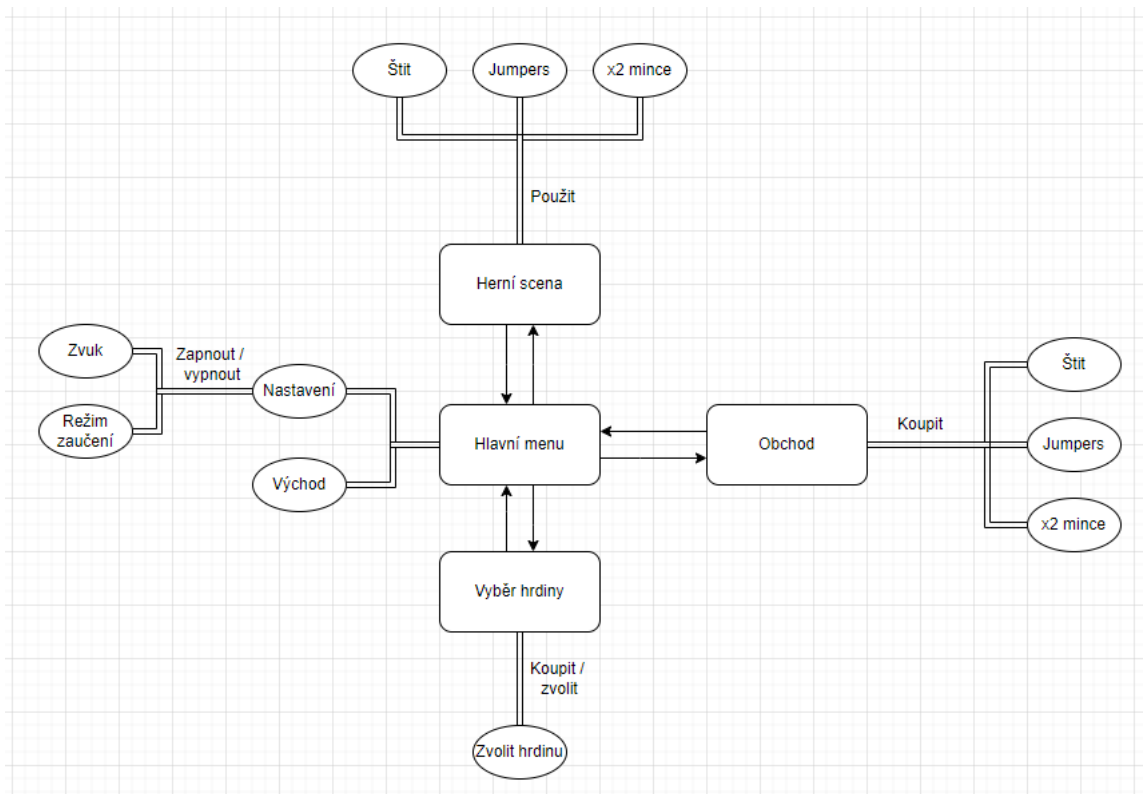 Štit
Jumpers
x2 mince
Použit
Herní scena
Zvuk
Zapnout /
vypnout
Nastavení
Režim
zaučení
Východ
Hlavní menu
Obchod
Koupit
Štit
Jumpers
x2 mince
Vyběr hrdiny
Koupit /
zvolit
Zvolit hrdinu